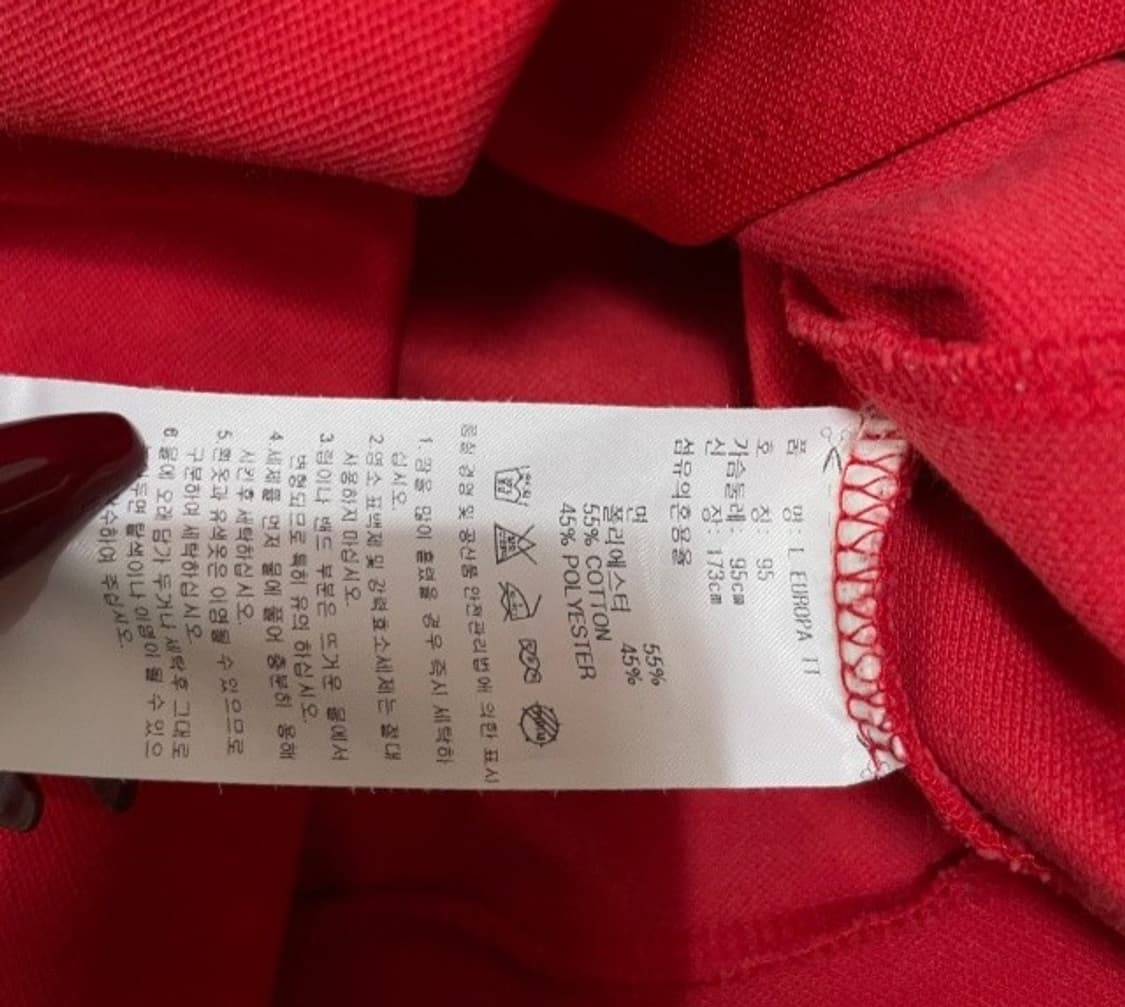 품 명: L EUROPA TT
호 칭: 95
가슴둘레: 95cm
신 장: 173cm
섬유의혼용율
면 55%
폴리에스터 45%
55% COTTON
45% POLYESTER
품질 경영 및 공산품안전관리법에 의한 표시
1.땀을 많이 흘렸을 경우 즉시 세탁하
십시오.
2.염소 표백제 및 강력효소세제는 절대
사용하지 마십시오.
3.프린이나 밴드 부분은 뜨거운 물에서
변형되므로 특히 유의 하십시오.
4.세제를 먼저 물에 풀어 충분히 용해
시킨후 세탁하십시오.
5.흰옷과 유색옷은 이염될 수 있으므로
구분하여 세탁하십시오
6.물에 오래 담가 두거나 세탁후 그대로
두면 탈색이나 이염이 될 수 있으
수하여 주십시오.